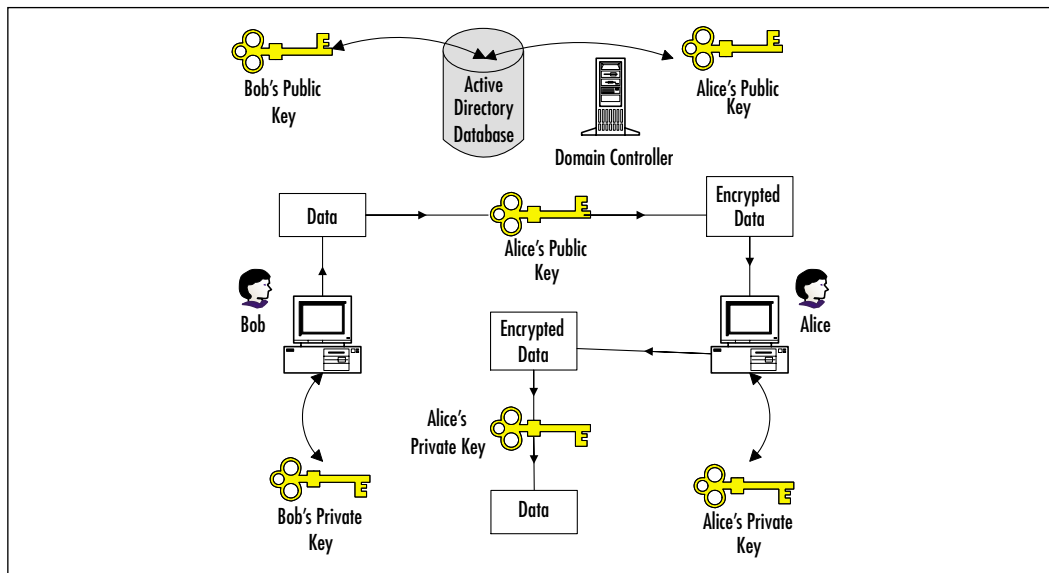 Bob's Public
Key
Active
Directory
Database
Alice's Public
Key
Domain Controller
Data
Alice's Public
Key
Encrypted
Data
Bob
Alice
Encrypted
Data
Alice's
Private Key
Data
Bob's Private
Key
Alice's Private
Key